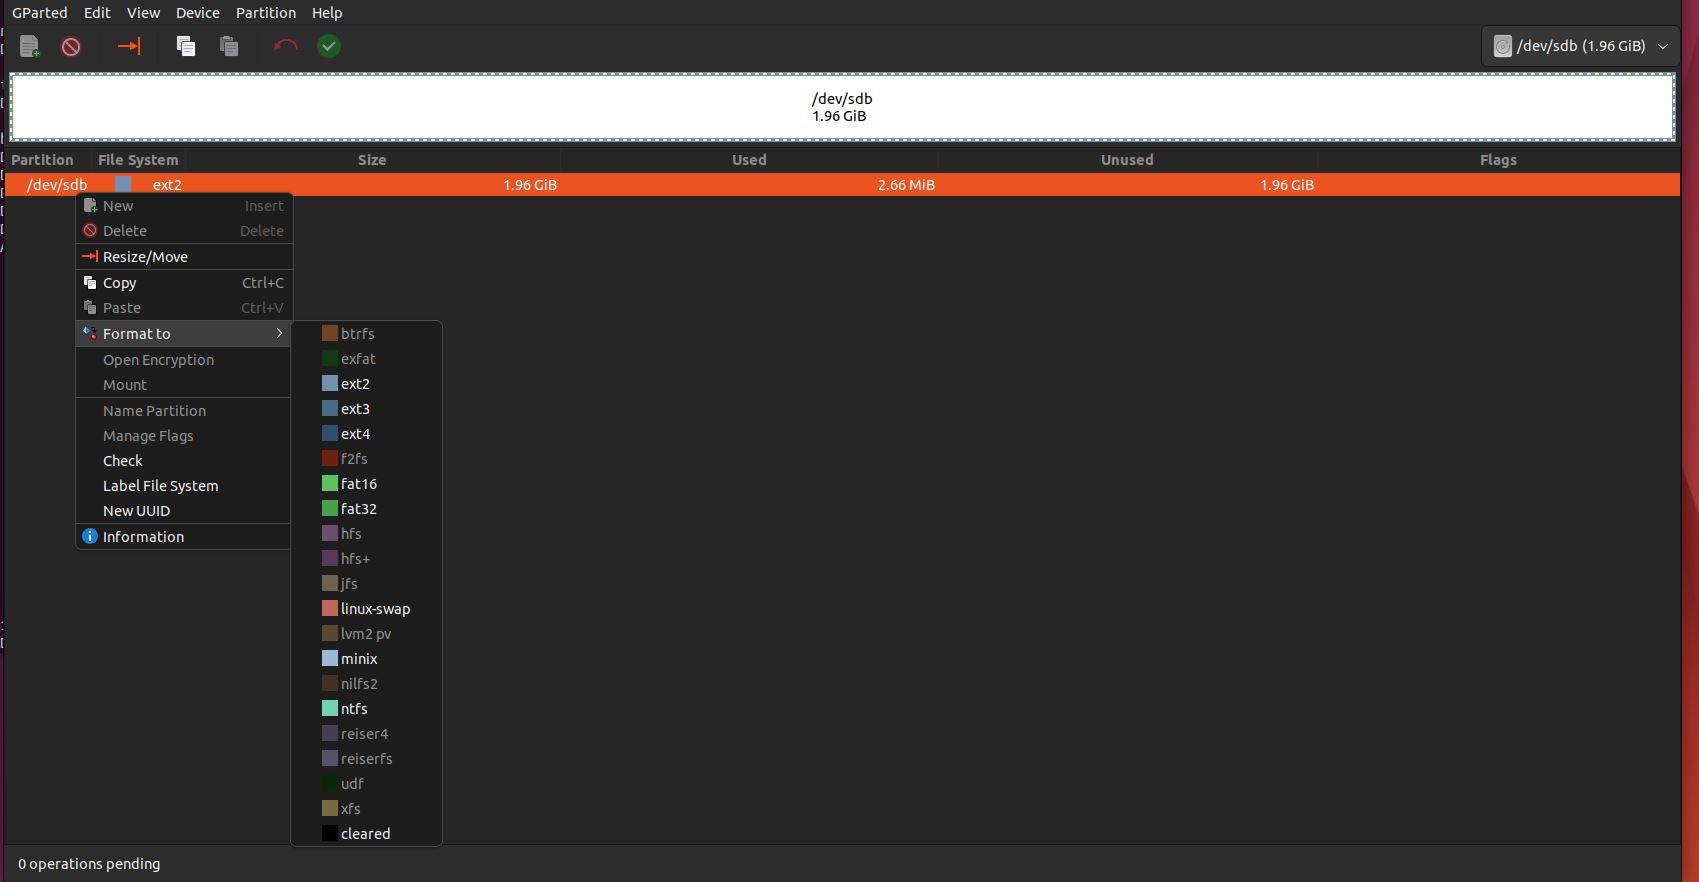 GParted Edit View Device Partition Help
/dev/sdb (1.96 GiB)
/dev/sdb
1.96 GiB
Partition File System Size Used Unused Flags
/dev/sdb ext2 1.96 GiB 2.66 MiB 1.96 GiB
New Insert
Delete Delete
Resize/Move
Copy Ctrl+C
Paste Ctrl+V
Format to
Open Encryption
Mount
Name Partition
Manage Flags
Check
Label File System
New UUID
Information
btrfs
exfat
ext2
ext3
ext4
f2fs
fat16
fat32
hfs
hfs+
jfs
linux-swap
lvm2 pv
minix
nilfs2
ntfs
reiser4
reiserfs
udf
xfs
cleared
0 operations pending